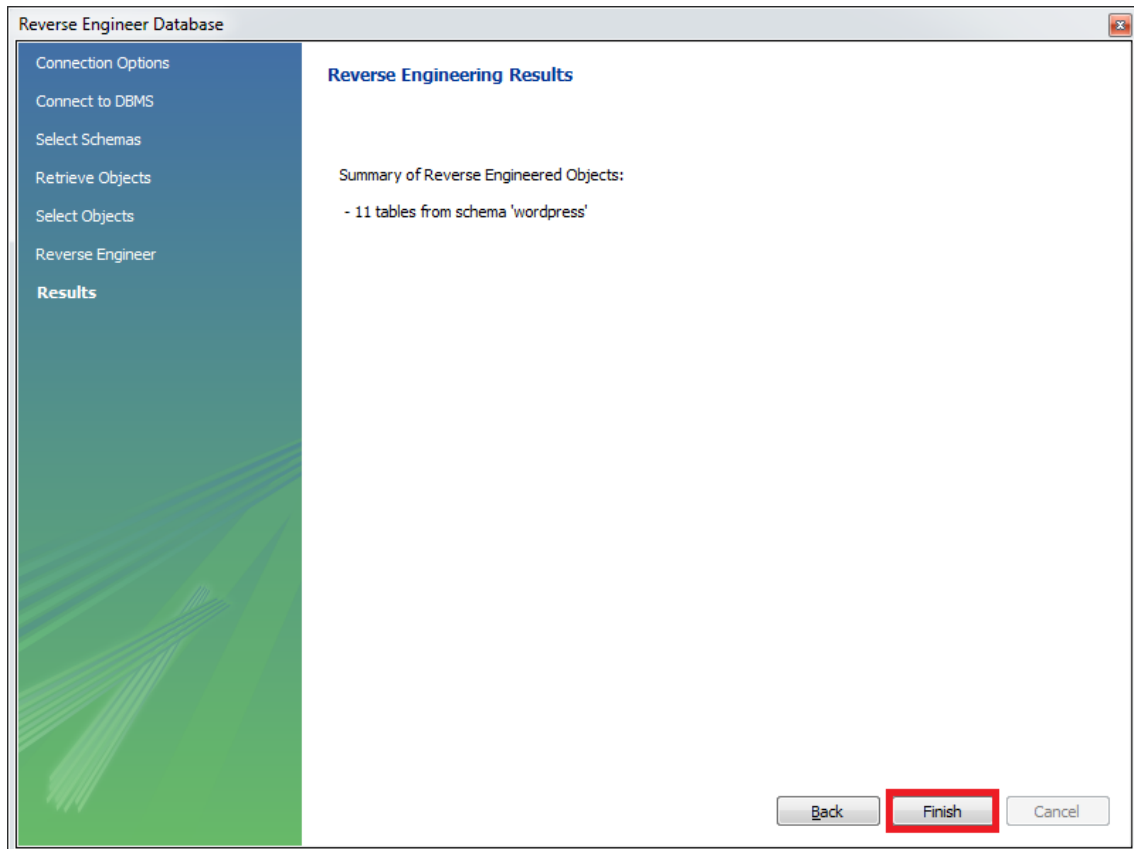 Reverse Engineer Database
Connection Options
Connect to DBMS
Select Schemas
Retrieve Objects
Select Objects
Reverse Engineer
Results
Reverse Engineering Results
Summary of Reverse Engineered Objects:
- 11 tables from schema 'wordpress'
Back
Finish
Cancel